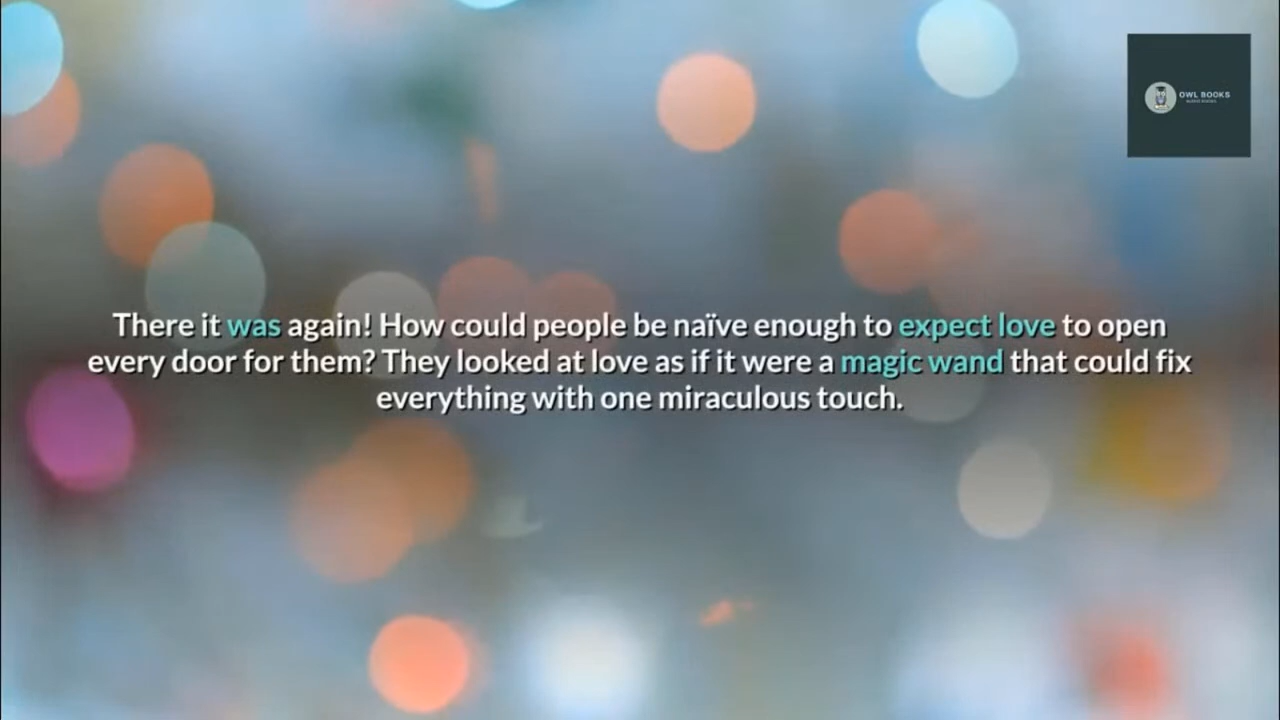 OWL BOOKS
There it was again! How could people be naïve enough to expect love to open
every door for them? They looked at love as if it were a magic wand that could fix
everything with one miraculous touch.